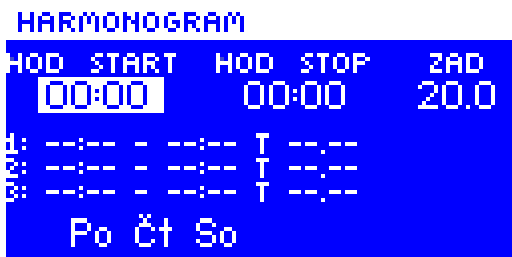 HARMONOGRAM
HOD START HOD STOP ZAD
00:00 00:00 20.0
1: --:-- - --:-- T --.--
2: --:-- - --:-- T --.--
3: --:-- - --:-- T --.--
Po Čt So